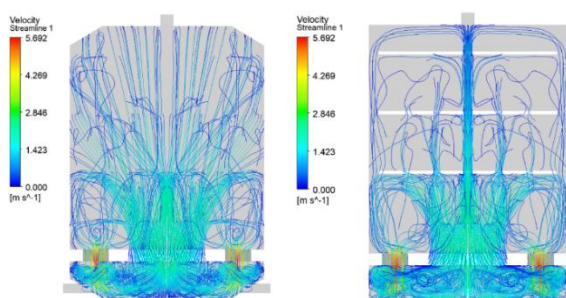 Velocity
Streamline 1
5.692
4.269
2.846
1.423
0.000
[m s^-1]
Velocity
Streamline 1
5.692
4.269
2.846
1.423
0.000
[m s^-1]